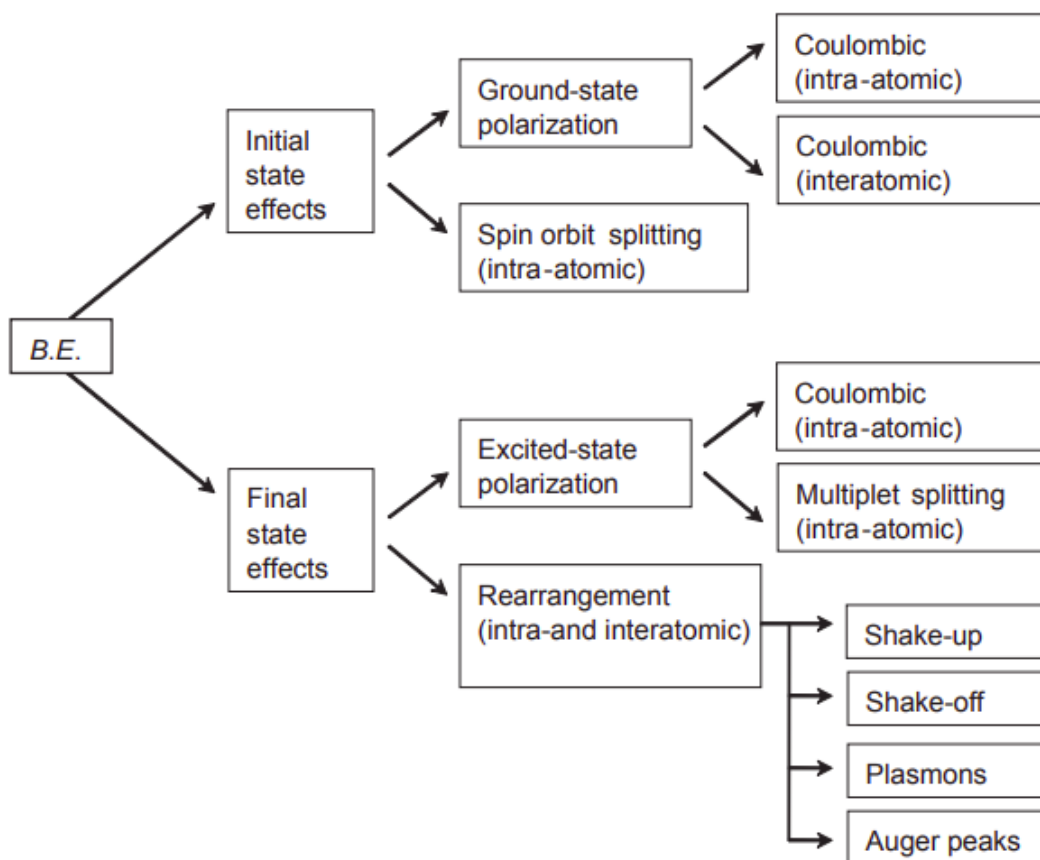 B.E.
Initial
state
effects
Ground-state
polarization
Coulombic
(intra-atomic)
Coulombic
(interatomic)
Spin orbit splitting
(intra-atomic)
Final
state
effects
Excited-state
polarization
Coulombic
(intra-atomic)
Multiplet splitting
(intra-atomic)
Rearrangement
(intra-and interatomic)
Shake-up
Shake-off
Plasmons
Auger peaks